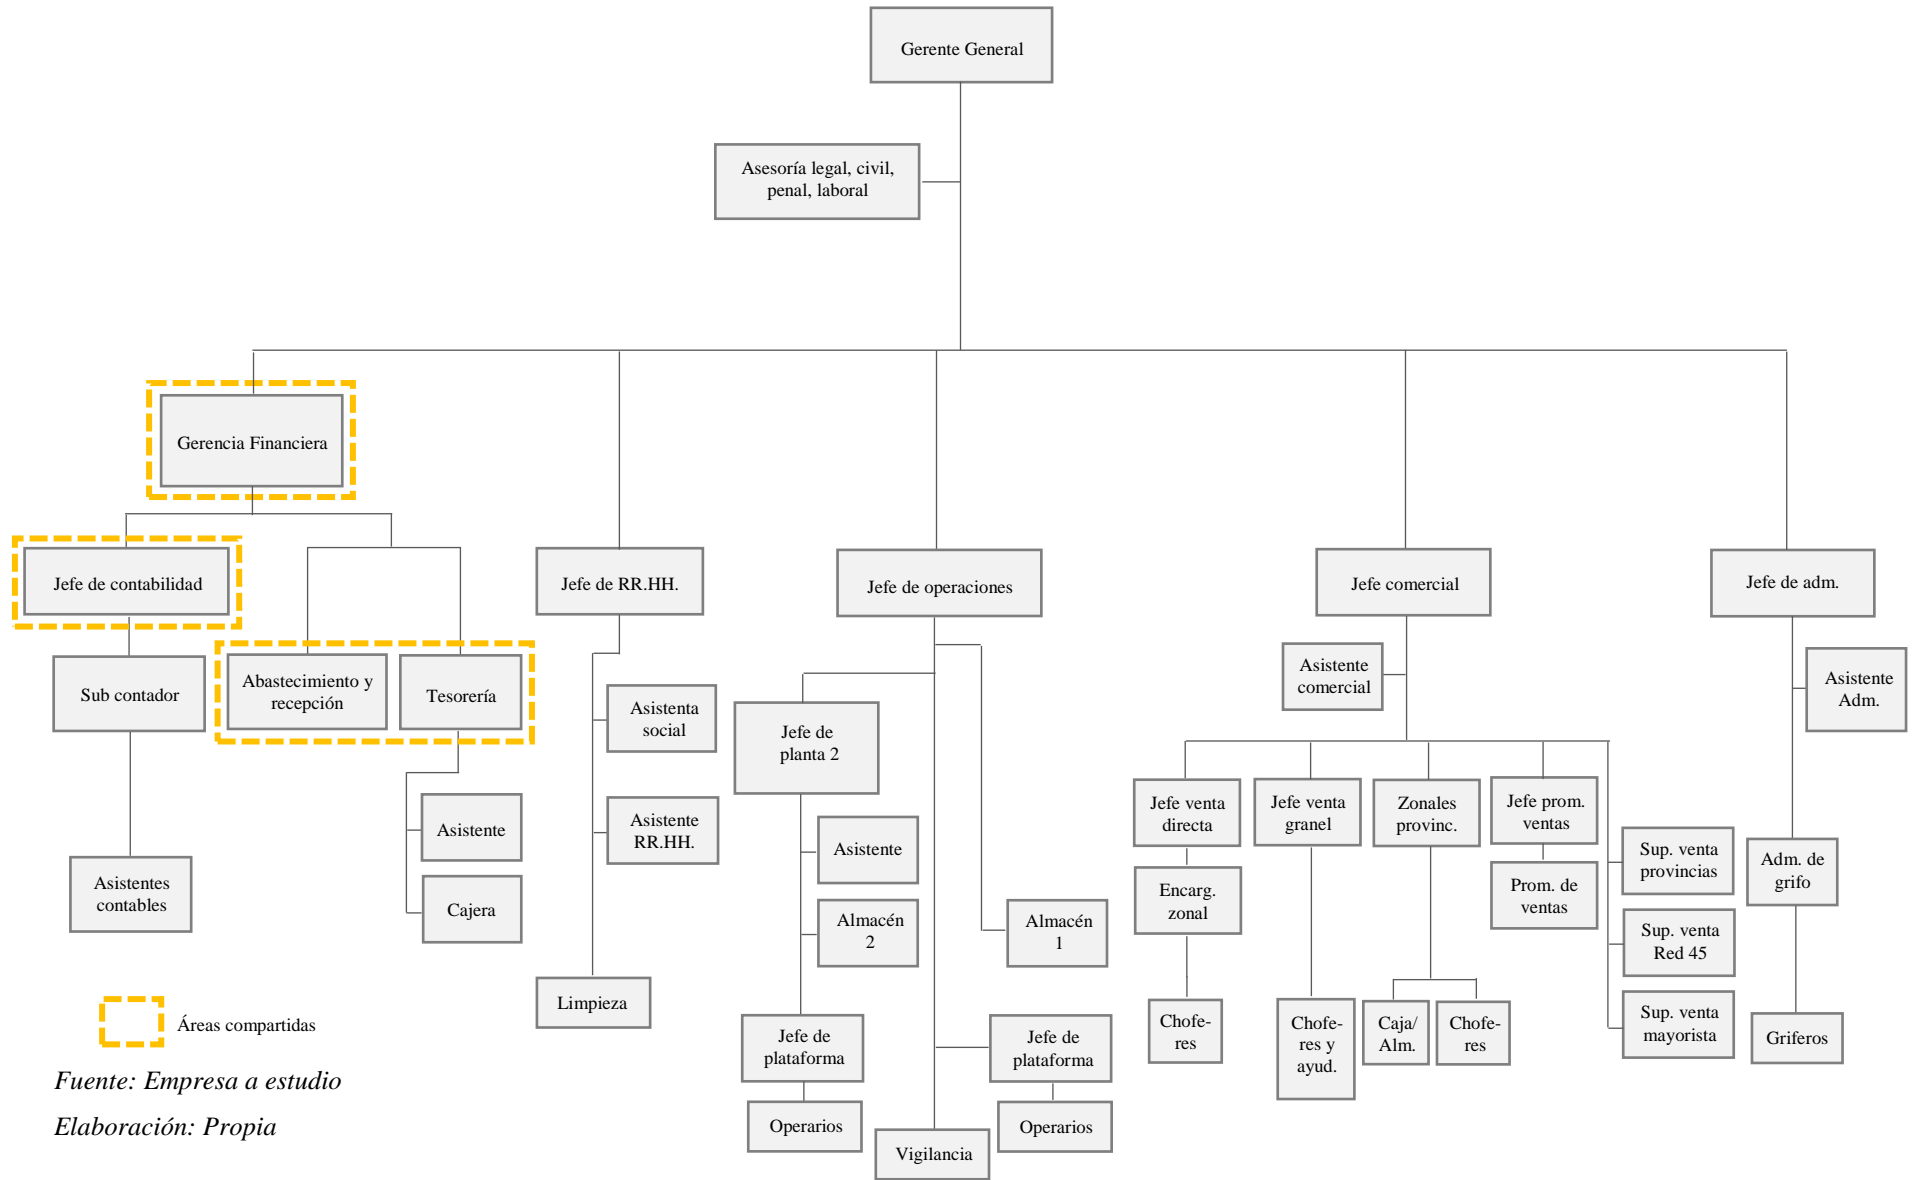 Gerente General
Asesoría legal, civil,
penal, laboral
Gerencia Financiera
Jefe de contabilidad
Jefe de RR.HH.
Jefe de operaciones
Jefe comercial
Jefe de adm.
Sub contador
Abastecimiento y
recepción
Tesorería
Asistenta
social
Jefe de
planta 2
Asistente
comercial
Asistente
Adm.
Asistente
Cajera
Asistente
RR.HH.
Asistente
Almacén
2
Almacén
1
Jefe venta
directa
Jefe venta
granel
Zonales
provinc.
Jefe prom.
ventas
Sup. venta
provincias
Adm. de
grifo
Asistentes
contables
Encarg.
zonal
Prom. de
ventas
Sup. venta
Red 45
Limpieza
Jefe de
plataforma
Jefe de
plataforma
Chofe-
res
Chofe-
res y
ayud.
Caja/
Alm.
Chofe-
res
Sup. venta
mayorista
Griferos
Operarios
Vigilancia
Operarios
Áreas compartidas
Fuente: Empresa a estudio
Elaboración: Propia